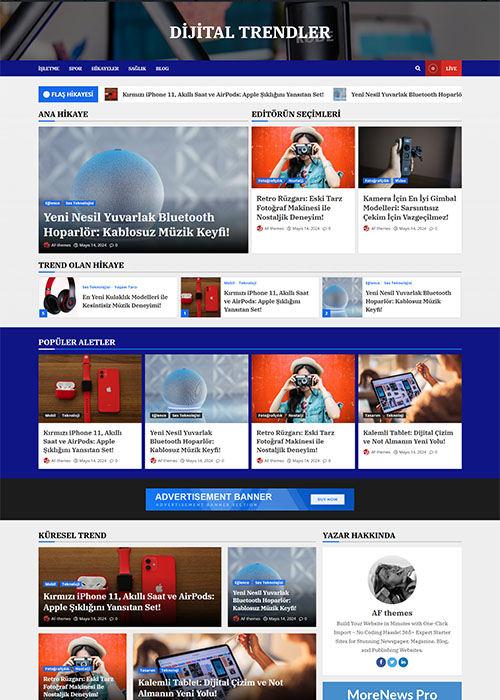 DİJİTAL TRENDLER
İŞLETME SPOR HİKAYELER SAĞLIK BLOG
LİVE
FLAŞ HİKAYESİ
Kırmızı iPhone 11, Akıllı Saat ve AirPods: Apple Şıklığını Yansıtan Set!
Yeni Nesil Yuvarlak Bluetooth Hoparlö
ANA HİKAYE
Eğlence Ses Teknolojisi
Yeni Nesil Yuvarlak Bluetooth
Hoparlör: Kablosuz Müzik Keyfi!
AF themes Mayıs 14, 2024 0
EDİTÖRÜN SEÇİMLERİ
Fotoğrafçılık Nostalji
Retro Rüzgarı: Eski Tarz
Fotoğraf Makinesi ile
Nostaljik Deneyim!
AF themes Mayıs 14, 2024 0
Fotoğrafçılık Video
Kamera İçin En İyi Gimbal
Modelleri: Sarsıntısız
Çekim İçin Vazgeçilmez!
AF themes Mayıs 14, 2024 0
TREND OLAN HİKAYE
5
Ses Teknolojisi Yaşam Tarzı
En Yeni Kulaklık Modelleri ile
Kesintisiz Müzik Deneyimi!
1
Mobil Teknoloji
Kırmızı iPhone 11, Akıllı Saat
ve AirPods: Apple Şıklığını
Yansıtan Set!
2
Eğlence Ses Teknolojisi
Yeni Nesil Yuvarlak Bluetooth
Hoparlör: Kablosuz Müzik
Keyfi!
POPÜLER ALETLER
Mobil Teknoloji
Kırmızı iPhone 11, Akıllı
Saat ve AirPods: Apple
Şıklığını Yansıtan Set!
AF themes Mayıs 14, 2024 0
Eğlence Ses Teknolojisi
Yeni Nesil Yuvarlak
Bluetooth Hoparlör:
Kablosuz Müzik Keyfi!
AF themes Mayıs 14, 2024 0
Fotoğrafçılık Nostalji
Retro Rüzgarı: Eski Tarz
Fotoğraf Makinesi ile
Nostaljik Deneyim!
AF themes Mayıs 14, 2024 0
Tasarım Teknoloji
Kalemli Tablet: Dijital Çizim
ve Not Almanın Yeni Yolu!
AF themes Mayıs 14, 2024 0
ADVERTISEMENT BANNER
ADVERTISEMENT BANNER SECTION
BUY NOW
KÜRESEL TREND
Mobil Teknoloji
Kırmızı iPhone 11, Akıllı Saat ve AirPods:
Apple Şıklığını Yansıtan Set!
AF themes Mayıs 14, 2024 0
Eğlence Ses Teknolojisi
Yeni Nesil Yuvarlak
Bluetooth Hoparlör:
Kablosuz Müzik Keyfi!
AF themes Mayıs 14, 2024 0
Fotoğrafçılık Nostalji
Retro Rüzgarı: Eski
Tarz Fotoğraf
Makinesi ile Nostaljik
Tasarım Teknoloji
Kalemli Tablet: Dijital Çizim ve Not
Almanın Yeni Yolu!
YAZAR HAKKINDA
AF themes
Build Your Website in Minutes with One-Click
Import – No Coding Hassle! 365+ Expert Starter
Sites for Stunning Newspaper, Magazine, Blog,
and Publishing Websites.
MoreNews Pro